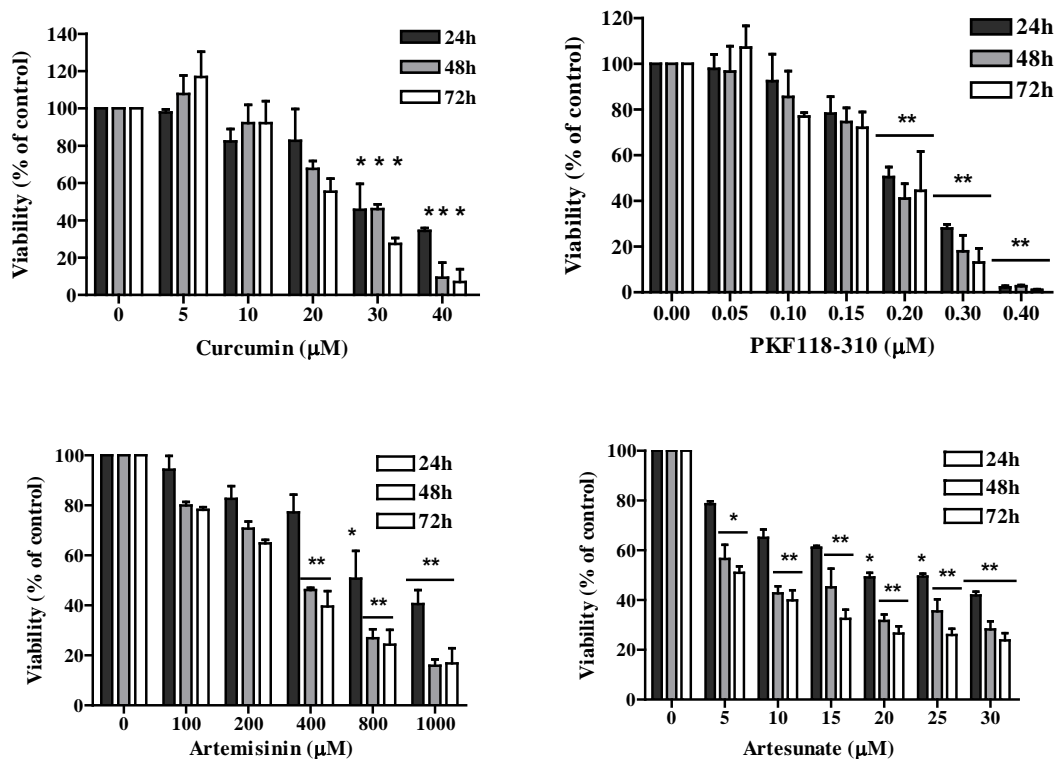 140
120
100
80
60
40
20
0
Viability (% of control)
24h
48h
72h
* * *
* * *
0 5 10 20 30 40
Curcumin (μM)
120
100
80
60
40
20
0
Viability (% of control)
24h
48h
72h
**
**
**
0.00 0.05 0.10 0.15 0.20 0.30 0.40
PKF118-310 (μM)
100
80
60
40
20
0
Viability (% of control)
24h
48h
72h
**
*
**
**
0 100 200 400 800 1000
Artemisinin (μM)
100
80
60
40
20
0
Viability (% of control)
24h
48h
72h
*
**
**
*
**
*
**
**
0 5 10 15 20 25 30
Artesunate (μM)